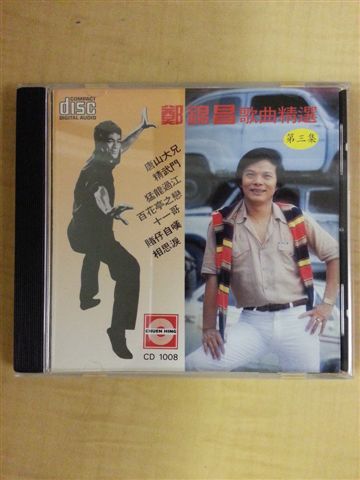 COMPACT
disc
DIGITAL AUDIO
鄭錦昌歌曲精選
第三集
唐山大兄
精武門
猛龍過江
百花亭之戀
十一哥
賭仔自嘆
相思淚
CHUEN HING
CD 1008